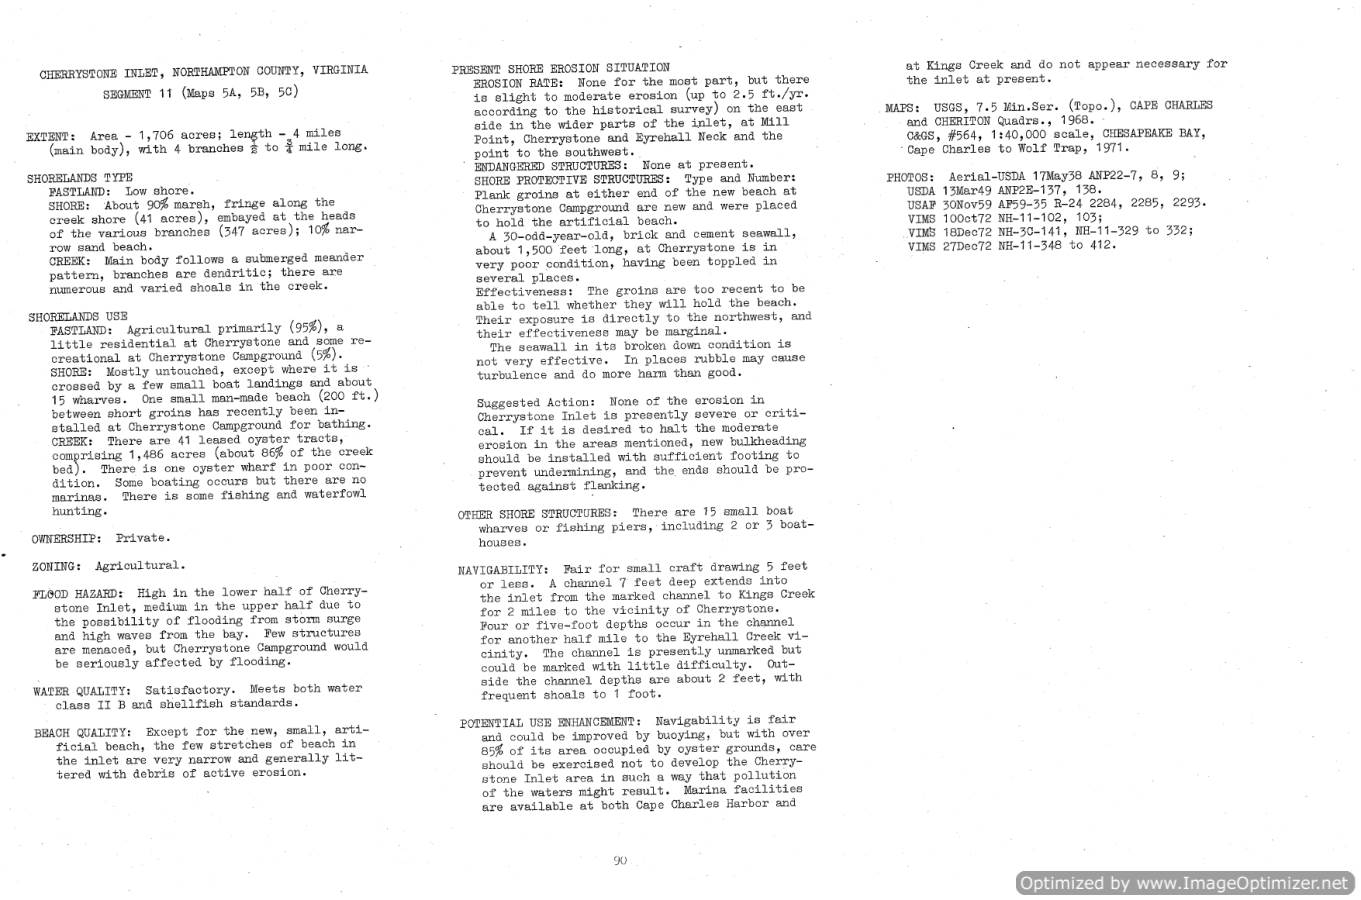 CHERRYSTONE INLET, NORTHAMPTON COUNTY, VIRGINIA
SEGMENT 11 (Maps 5A, 5B, 5C)
EXTENT: Area - 1,706 acres; length - 4 miles
(main body), with 4 branches ½ to ¾ mile long.
SHORELANDS TYPE
FASTLAND: Low shore.
SHORE: About 90% marsh, fringe along the
creek shore (41 acres), embayed at the heads
of the various branches (347 acres); 10% nar-
row sand beach.
CREEK: Main body follows a submerged meander
pattern, branches are dendritic; there are
numerous and varied shoals in the creek.
SHORELANDS USE
FASTLAND: Agricultural primarily (95%), a
little residential at Cherrystone and some re-
creational at Cherrystone Campground (5%).
SHORE: Mostly untouched, except where it is
crossed by a few small boat landings and about
15 wharves. One small man-made beach (200 ft.)
between short groins has recently been in-
stalled at Cherrystone Campground for bathing.
CREEK: There are 41 leased oyster tracts,
comprising 1,486 acres (about 86% of the creek
bed). There is one oyster wharf in poor con-
dition. Some boating occurs but there are no
marinas. There is some fishing and waterfowl
hunting.
OWNERSHIP: Private.
ZONING: Agricultural.
FLOOD HAZARD: High in the lower half of Cherry-
stone Inlet, medium in the upper half due to
the possibility of flooding from storm surge
and high waves from the bay. Few structures
are menaced, but Cherrystone Campground would
be seriously affected by flooding.
WATER QUALITY: Satisfactory. Meets both water
class II B and shellfish standards.
BEACH QUALITY: Except for the new, small, arti-
ficial beach, the few stretches of beach in
the inlet are very narrow and generally lit-
tered with debris of active erosion.
PRESENT SHORE EROSION SITUATION
EROSION RATE: None for the most part, but there
is slight to moderate erosion (up to 2.5 ft./yr.
according to the historical survey) on the east
side in the wider parts of the inlet, at Mill
Point, Cherrystone and Eyrehall Neck and the
point to the southwest.
ENDANGERED STRUCTURES: None at present.
SHORE PROTECTIVE STRUCTURES: Type and Number:
Plank groins at either end of the new beach at
Cherrystone Campground are new and were placed
to hold the artificial beach.
A 30-odd-year-old, brick and cement seawall,
about 1,500 feet long, at Cherrystone is in
very poor condition, having been toppled in
several places.
Effectiveness: The groins are too recent to be
able to tell whether they will hold the beach.
Their exposure is directly to the northwest, and
their effectiveness may be marginal.
The seawall in its broken down condition is
not very effective. In places rubble may cause
turbulence and do more harm than good.
Suggested Action: None of the erosion in
Cherrystone Inlet is presently severe or criti-
cal. If it is desired to halt the moderate
erosion in the areas mentioned, new bulkheading
should be installed with sufficient footing to
prevent undermining, and the ends should be pro-
tected against flanking.
OTHER SHORE STRUCTURES: There are 15 small boat
wharves or fishing piers, including 2 or 3 boat-
houses.
NAVIGABILITY: Fair for small craft drawing 5 feet
or less. A channel 7 feet deep extends into
the inlet from the marked channel to Kings Creek
for 2 miles to the vicinity of Cherrystone.
Four or five-foot depths occur in the channel
for another half mile to the Eyrehall Creek vi-
cinity. The channel is presently unmarked but
could be marked with little difficulty. Out-
side the channel depths are about 2 feet, with
frequent shoals to 1 foot.
POTENTIAL USE ENHANCEMENT: Navigability is fair
and could be improved by buoying, but with over
85% of its area occupied by oyster grounds, care
should be exercised not to develop the Cherry-
stone Inlet area in such a way that pollution
of the waters might result. Marina facilities
are available at both Cape Charles Harbor and
at Kings Creek and do not appear necessary for
the inlet at present.
MAPS: USGS, 7.5 Min.Ser. (Topo.), CAPE CHARLES
and CHERITON Quadrs., 1968.
C&GS, #564, 1:40,000 scale, CHESAPEAKE BAY,
Cape Charles to Wolf Trap, 1971.
PHOTOS: Aerial-USDA 17May38 ANP22-7, 8, 9;
USDA 13Mar49 ANP2E-137, 138.
USAF 30Nov59 AF59-35 R-24 2284, 2285, 2293.
VIMS 10Oct72 NH-11-102, 103;
VIMS 18Dec72 NH-3C-141, NH-11-329 to 332;
VIMS 27Dec72 NH-11-348 to 412.
90
Optimized by www.ImageOptimizer.net